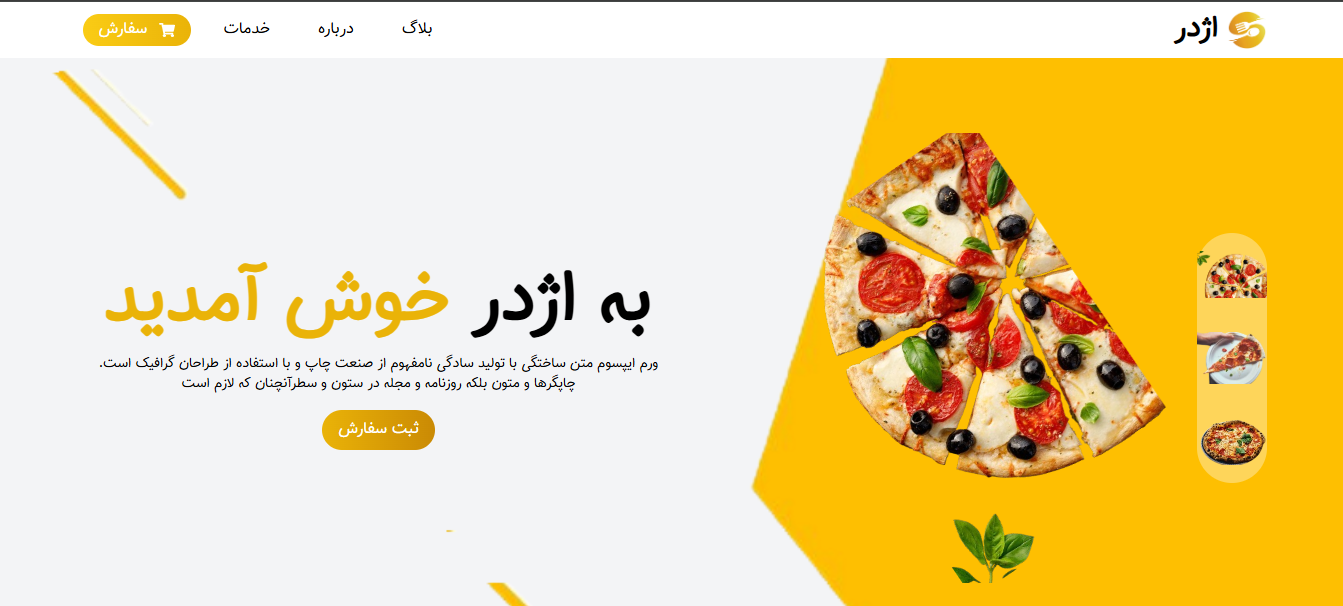 اژدر
بلاگ
درباره
خدمات
سفارش
به اژدر خوش آمدید
ورم ایپسوم متن ساختگی با تولید سادگی نامفهوم از صنعت چاپ و با استفاده از طراحان گرافیک است.
چاپگرها و متون بلکه روزنامه و مجله در ستون و سطرآنچنان که لازم است
ثبت سفارش